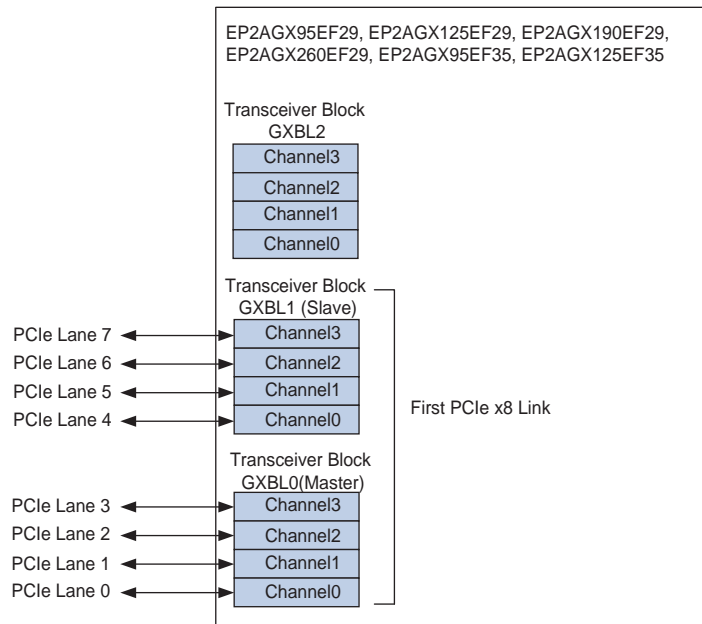 EP2AGX95EF29, EP2AGX125EF29, EP2AGX190EF29,
EP2AGX260EF29, EP2AGX95EF35, EP2AGX125EF35
Transceiver Block
GXBL2
Channel3
Channel2
Channel1
Channel0
Transceiver Block
GXBL1 (Slave)
PCIe Lane 7
Channel3
PCIe Lane 6
Channel2
PCIe Lane 5
Channel1
PCIe Lane 4
Channel0
First PCIe x8 Link
Transceiver Block
GXBL0(Master)
PCIe Lane 3
Channel3
PCIe Lane 2
Channel2
PCIe Lane 1
Channel1
PCIe Lane 0
Channel0